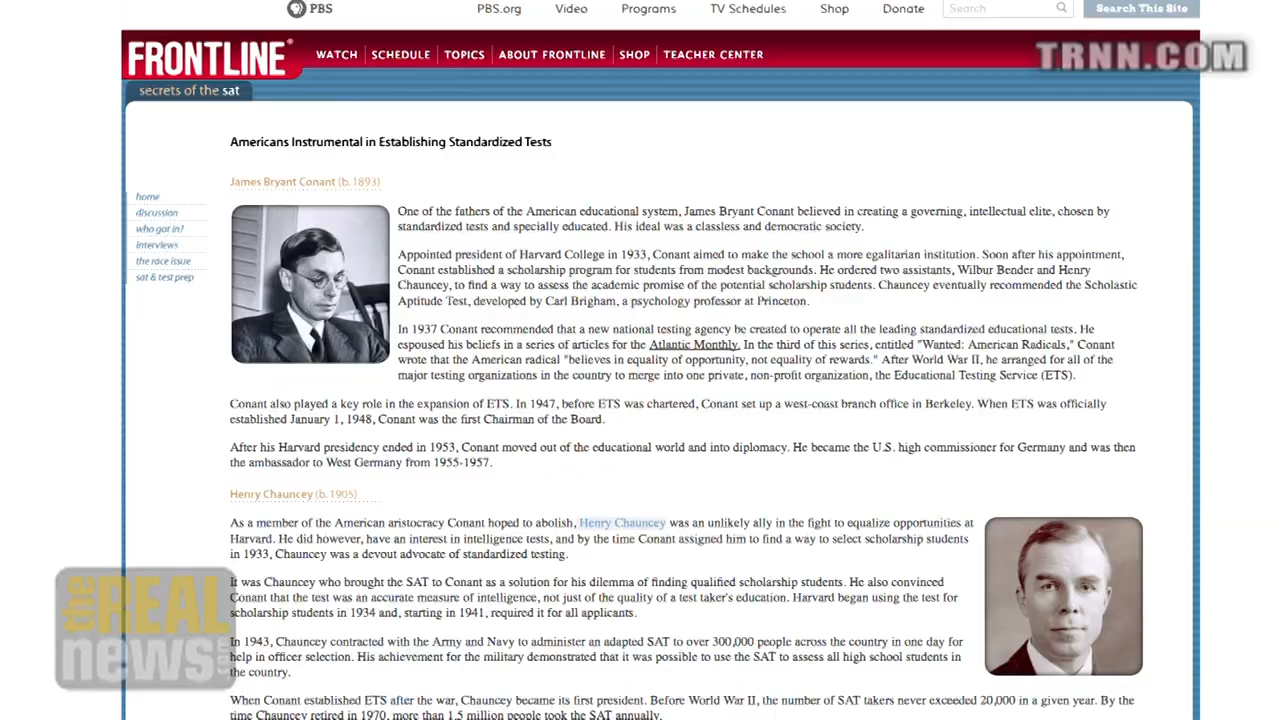 PBS
PBS.org Video Programs TV Schedules Shop Donate Search Search This Site
FRONTLINE® WATCH SCHEDULE TOPICS ABOUT FRONTLINE SHOP TEACHER CENTER
TRNN.COM
secrets of the sat
Americans Instrumental in Establishing Standardized Tests
James Bryant Conant (b. 1893)
home
discussion
who got in?
interviews
the race issue
sat & test prep
One of the fathers of the American educational system, James Bryant Conant believed in creating a governing, intellectual elite, chosen by
standardized tests and specially educated. His ideal was a classless and democratic society.
Appointed president of Harvard College in 1933, Conant aimed to make the school a more egalitarian institution. Soon after his appointment,
Conant established a scholarship program for students from modest backgrounds. He ordered two assistants, Wilbur Bender and Henry
Chauncey, to find a way to assess the academic promise of the potential scholarship students. Chauncey eventually recommended the Scholastic
Aptitude Test, developed by Carl Brigham, a psychology professor at Princeton.
In 1937 Conant recommended that a new national testing agency be created to operate all the leading standardized educational tests. He
espoused his beliefs in a series of articles for the Atlantic Monthly. In the third of this series, entitled "Wanted: American Radicals," Conant
wrote that the American radical "believes in equality of opportunity, not equality of rewards." After World War II, he arranged for all of the
major testing organizations in the country to merge into one private, non-profit organization, the Educational Testing Service (ETS).
Conant also played a key role in the expansion of ETS. In 1947, before ETS was chartered, Conant set up a west-coast branch office in Berkeley. When ETS was officially
established January 1, 1948, Conant was the first Chairman of the Board.
After his Harvard presidency ended in 1953, Conant moved out of the educational world and into diplomacy. He became the U.S. high commissioner for Germany and was then
the ambassador to West Germany from 1955-1957.
Henry Chauncey (b. 1905)
As a member of the American aristocracy Conant hoped to abolish, Henry Chauncey was an unlikely ally in the fight to equalize opportunities at
Harvard. He did however, have an interest in intelligence tests, and by the time Conant assigned him to find a way to select scholarship students
in 1933, Chauncey was a devout advocate of standardized testing.
It was Chauncey who brought the SAT to Conant as a solution for his dilemma of finding qualified scholarship students. He also convinced
Conant that the test was an accurate measure of intelligence, not just of the quality of a test taker's education. Harvard began using the test for
scholarship students in 1934 and, starting in 1941, required it for all applicants.
In 1943, Chauncey contracted with the Army and Navy to administer an adapted SAT to over 300,000 people across the country in one day for
help in officer selection. His achievement for the military demonstrated that it was possible to use the SAT to assess all high school students in
the country.
When Conant established ETS after the war, Chauncey became its first president. Before World War II, the number of SAT takers never exceeded 20,000 in a given year. By the
time Chauncey retired in 1970, more than 1.5 million people took the SAT annually.
the REAL
news.com